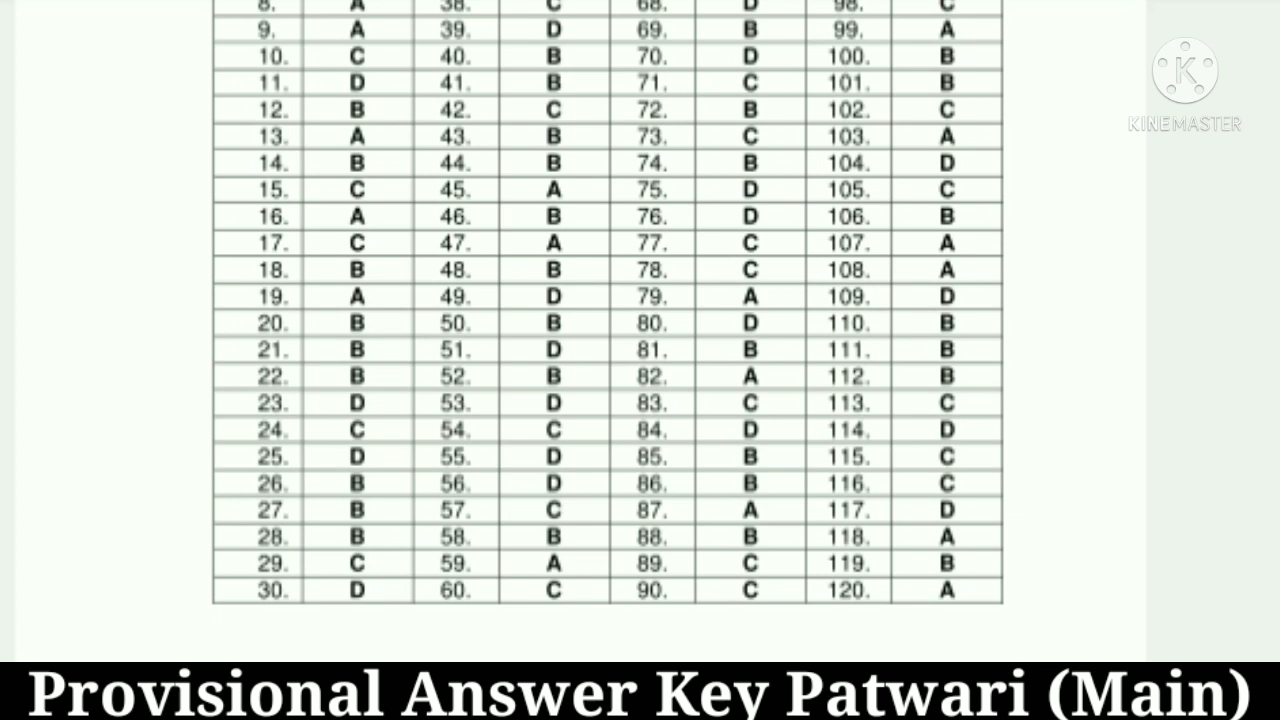 8. A 38. C 68. D 98. C
9. A 39. D 69. B 99. A
10. C 40. B 70. D 100. B
11. D 41. B 71. C 101. B
12. B 42. C 72. B 102. C
13. A 43. B 73. C 103. A
14. B 44. B 74. B 104. D
15. C 45. A 75. D 105. C
16. A 46. B 76. D 106. B
17. C 47. A 77. C 107. A
18. B 48. B 78. C 108. A
19. A 49. D 79. A 109. D
20. B 50. B 80. D 110. B
21. B 51. D 81. B 111. B
22. B 52. B 82. A 112. B
23. D 53. D 83. C 113. C
24. C 54. C 84. D 114. D
25. D 55. D 85. B 115. C
26. B 56. D 86. B 116. C
27. B 57. C 87. A 117. D
28. B 58. B 88. B 118. A
29. C 59. A 89. C 119. B
30. D 60. C 90. C 120. A
K
KINEMASTER
Provisional Answer Key Patwari (Main)